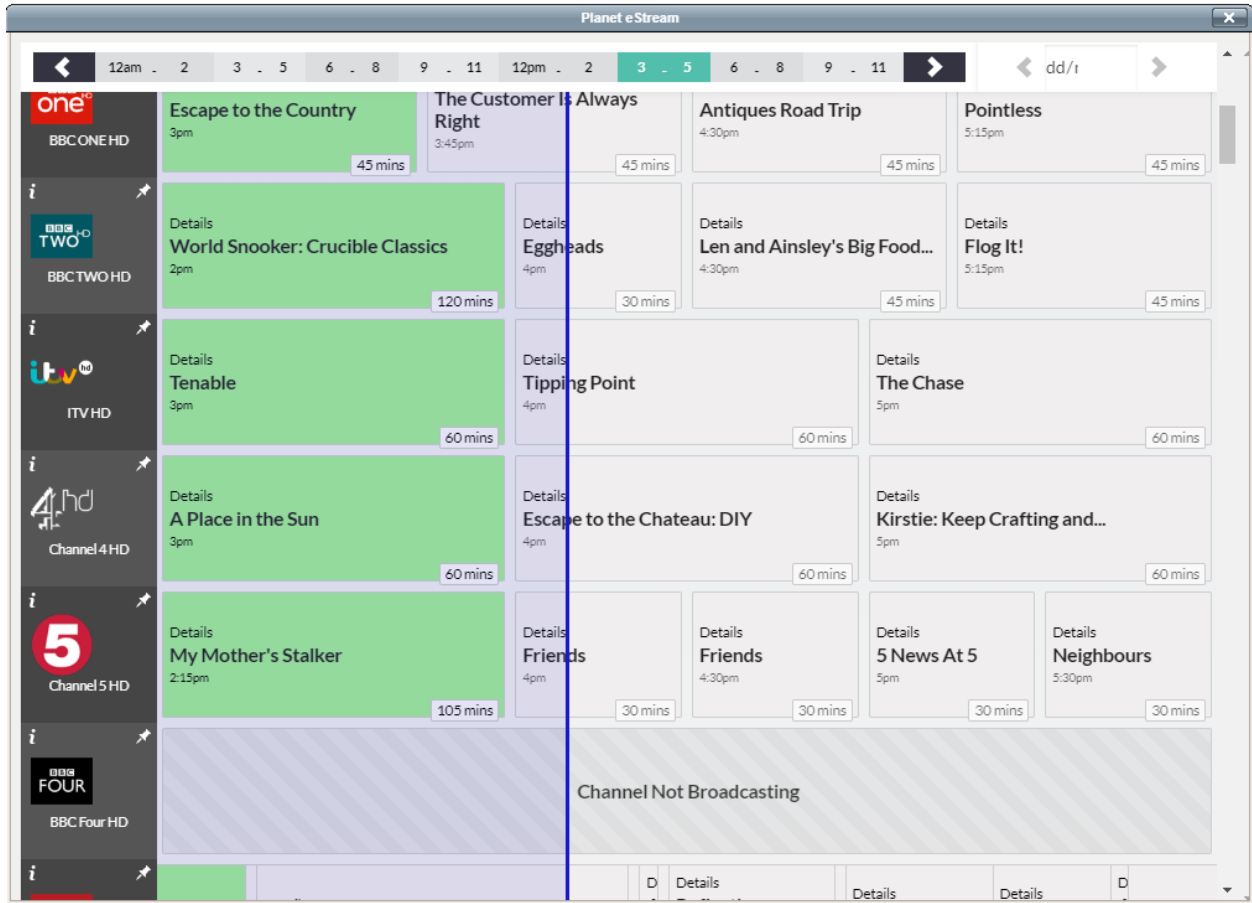 Planet eStream
12am - 2 3 - 5 6 - 8 9 - 11 12pm - 2 3 - 5 6 - 8 9 - 11 dd/
one HD
BBC ONE HD
Escape to the Country
3pm
45 mins
The Customer Is Always
Right
3:45pm
45 mins
Antiques Road Trip
4:30pm
45 mins
Pointless
5:15pm
45 mins
i
BBC
TWO HD
BBC TWO HD
Details
World Snooker: Crucible Classics
2pm
120 mins
Details
Eggheads
4pm
30 mins
Details
Len and Ainsley's Big Food...
4:30pm
45 mins
Details
Flog It!
5:15pm
45 mins
i
itv hd
ITV HD
Details
Tenable
3pm
60 mins
Details
Tipping Point
4pm
60 mins
Details
The Chase
5pm
60 mins
i
4 hd
Channel 4 HD
Details
A Place in the Sun
3pm
60 mins
Details
Escape to the Chateau: DIY
4pm
60 mins
Details
Kirstie: Keep Crafting and...
5pm
60 mins
i
5
Channel 5 HD
Details
My Mother's Stalker
2:15pm
105 mins
Details
Friends
4pm
30 mins
Details
Friends
4:30pm
30 mins
Details
5 News At 5
5pm
30 mins
Details
Neighbours
5:30pm
30 mins
i
BBC
FOUR
BBC Four HD
Channel Not Broadcasting
i
D
Details
Details
Details
D